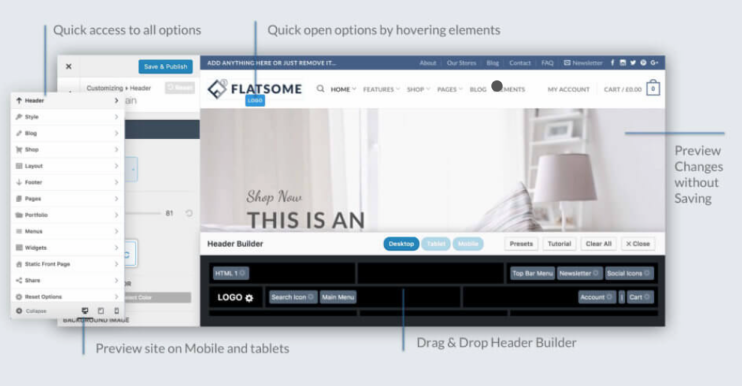 Quick access to all options
Quick open options by hovering elements
Save & Publish
ADD ANYTHING HERE OR JUST REMOVE IT...
About
Our Stores
Blog
Contact
FAQ
Newsletter
Customizing • Header
Reset
FLATSOME
LOGO
HOME
FEATURES
SHOP
PAGES
BLOG
EMENTS
MY ACCOUNT
CART / £0.00
0
Header
Style
Blog
Shop
Layout
Footer
Pages
Portfolio
Menus
Widgets
Static Front Page
Share
Reset Options
Collapse
81
Select Color
BACKGROUND IMAGE
Preview
Changes
without
Saving
Shop Now
THIS IS AN
Header Builder
Desktop
Tablet
Mobile
Presets
Tutorial
Clear All
Close
HTML 1
Top Bar Menu
Newsletter
Social Icons
LOGO
Search Icon
Main Menu
Account
|
Cart
Preview site on Mobile and tablets
Drag & Drop Header Builder